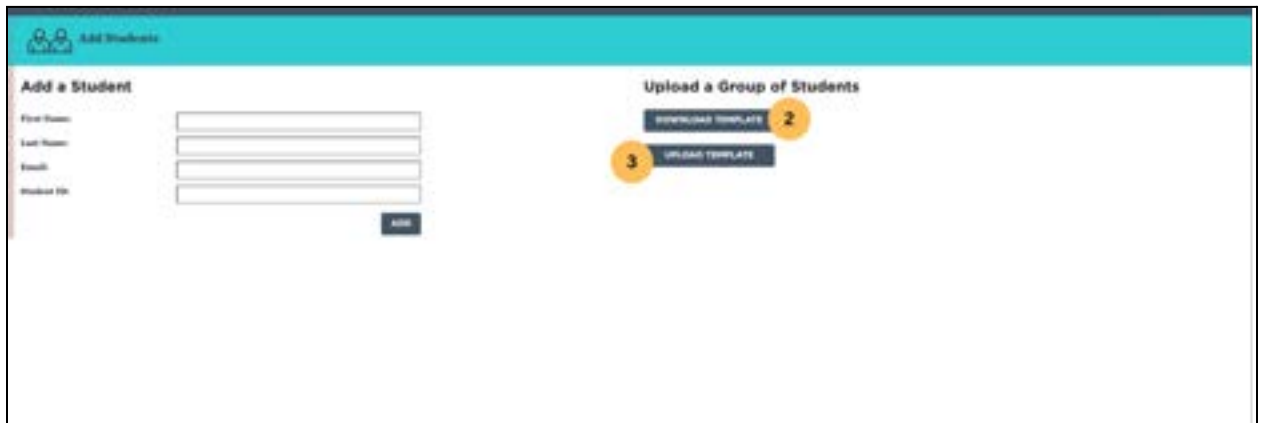 Add Students
Add a Student
First Name:
Last Name:
Email:
Student ID:
ADD
Upload a Group of Students
DOWNLOAD TEMPLATE 2
3 UPLOAD TEMPLATE